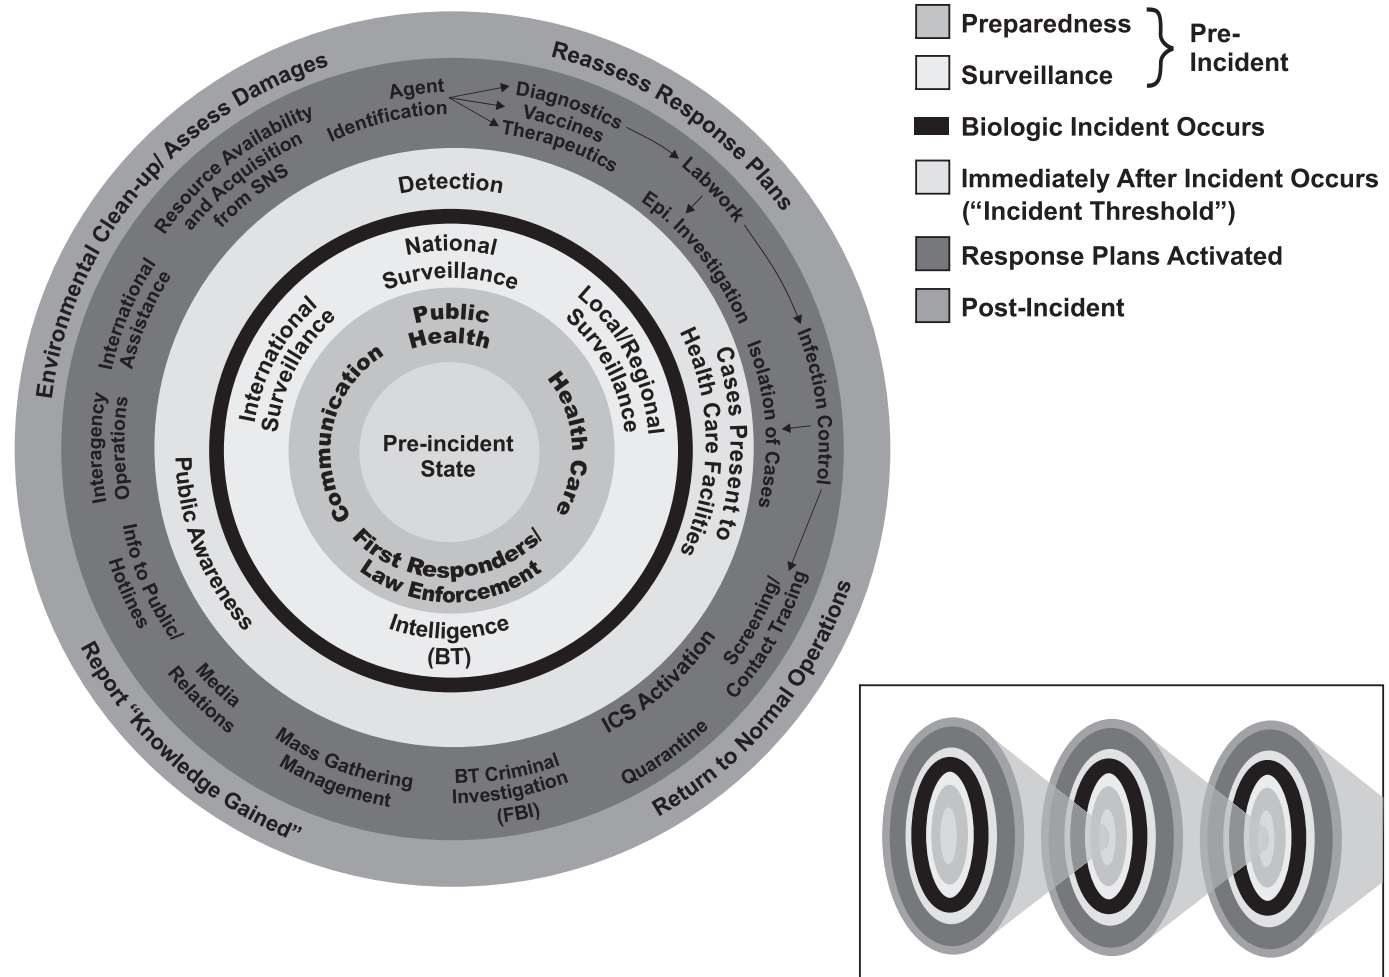 Preparedness
Surveillance
Pre-
Incident
Biologic Incident Occurs
Immediately After Incident Occurs
(“Incident Threshold”)
Response Plans Activated
Post-Incident
Environmental Clean-up/ Assess Damages
Reassess Response Plans
Return to Normal Operations
Report “Knowledge Gained”
Agent
Identification
Diagnostics
Vaccines
Therapeutics
Labwork
Epi. Investigation
Infection Control
Isolation of Cases
Screening/
Contact Tracing
ICS Activation
Quarantine
BT Criminal
Investigation
(FBI)
Mass Gathering
Management
Media
Relations
Info to Public/
Hotlines
Interagency
Operations
International
Assistance
Resource Availability
and Acquisition
from SNS
Detection
Cases Present to
Health Care Facilities
Public Awareness
National
Surveillance
Local/Regional
Surveillance
Intelligence
(BT)
International
Surveillance
Public
Health
Health Care
First Responders/
Law Enforcement
Communication
Pre-incident
State